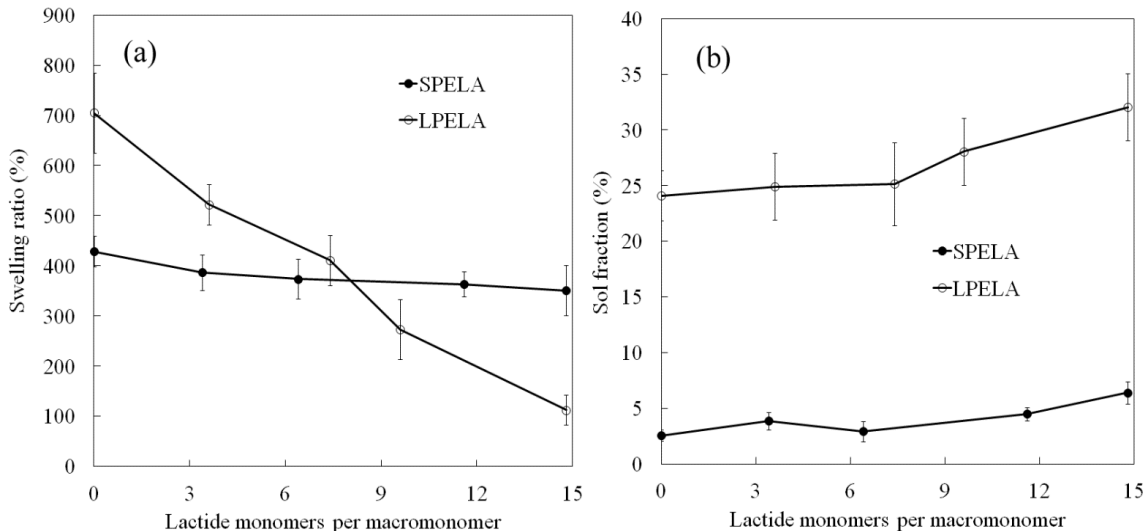 (a)
SPELA
LPELA
Swelling ratio (%)
900
800
700
600
500
400
300
200
100
0
0 3 6 9 12 15
Lactide monomers per macromonomer
(b)
SPELA
LPELA
Sol fraction (%)
40
35
30
25
20
15
10
5
0
0 3 6 9 12 15
Lactide monomers per macromonomer